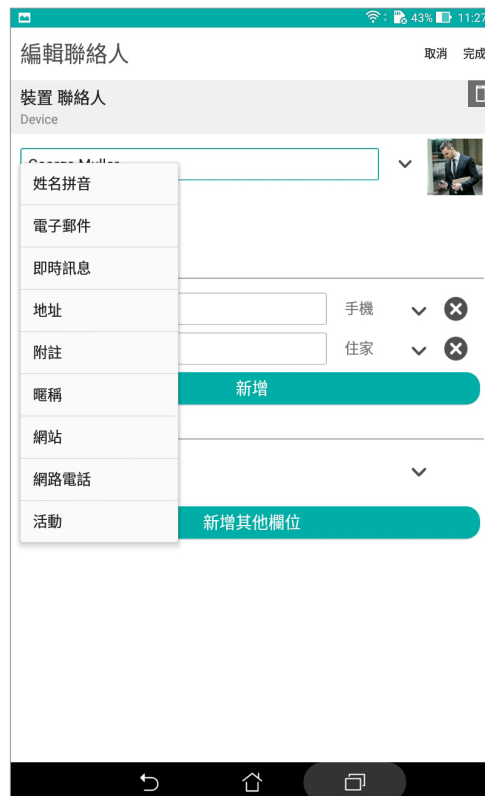 43% 11:27
編輯聯絡人
取消 完成
裝置 聯絡人
Device
姓名拼音
電子郵件
即時訊息
地址
手機
附註
住家
暱稱
新增
網站
網路電話
活動
新增其他欄位